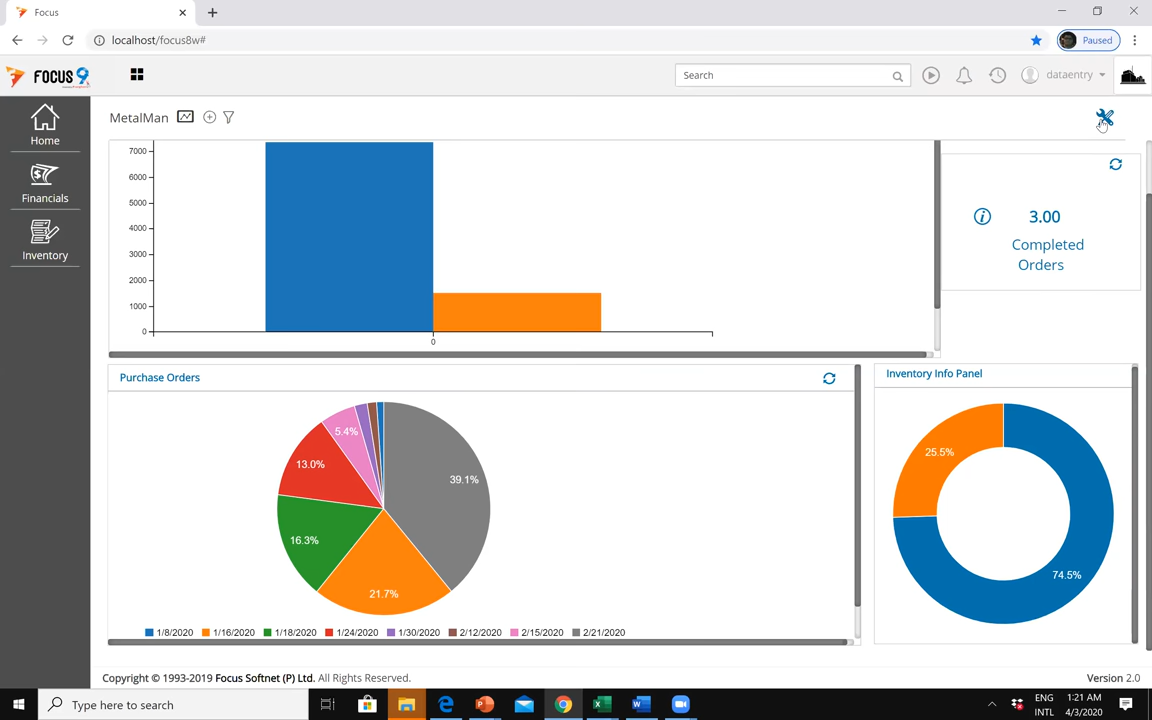 Focus
localhost/focus8w#
Paused
FOCUS 9
Search
dataentry
Home
Financials
Inventory
MetalMan
7000
6000
5000
4000
3000
2000
1000
0
0
3.00
Completed
Orders
Purchase Orders
39.1%
21.7%
16.3%
13.0%
5.4%
1/8/2020 1/16/2020 1/18/2020 1/24/2020 1/30/2020 2/12/2020 2/15/2020 2/21/2020
Inventory Info Panel
25.5%
74.5%
Copyright © 1993-2019 Focus Softnet (P) Ltd. All Rights Reserved.
Version 2.0
Type here to search
ENG
INTL
1:21 AM
4/3/2020